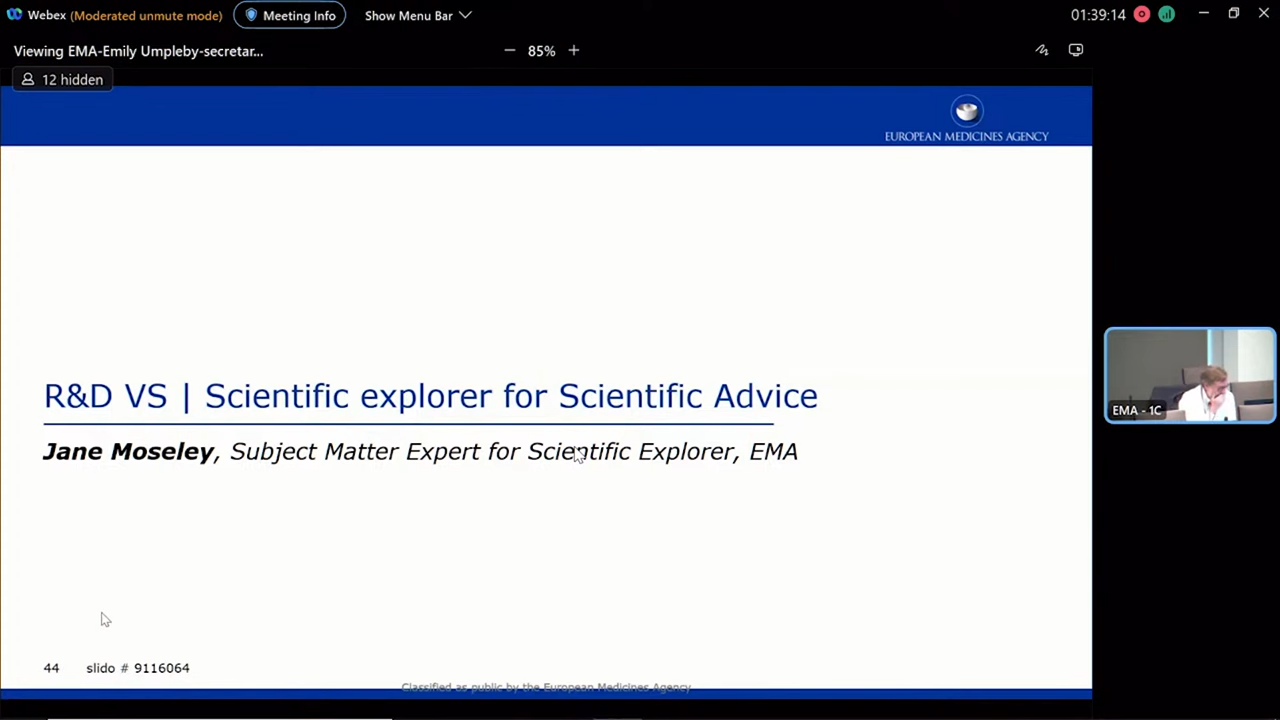 Webex (Moderated unmute mode) Meeting Info Show Menu Bar 01:39:14
Viewing EMA-Emily Umpleby-secretar... 85%
12 hidden
EUROPEAN MEDICINES AGENCY
R&D VS | Scientific explorer for Scientific Advice
Jane Moseley, Subject Matter Expert for Scientific Explorer, EMA
EMA - 1C
44 slido # 9116064
Classified as public by the European Medicines Agency